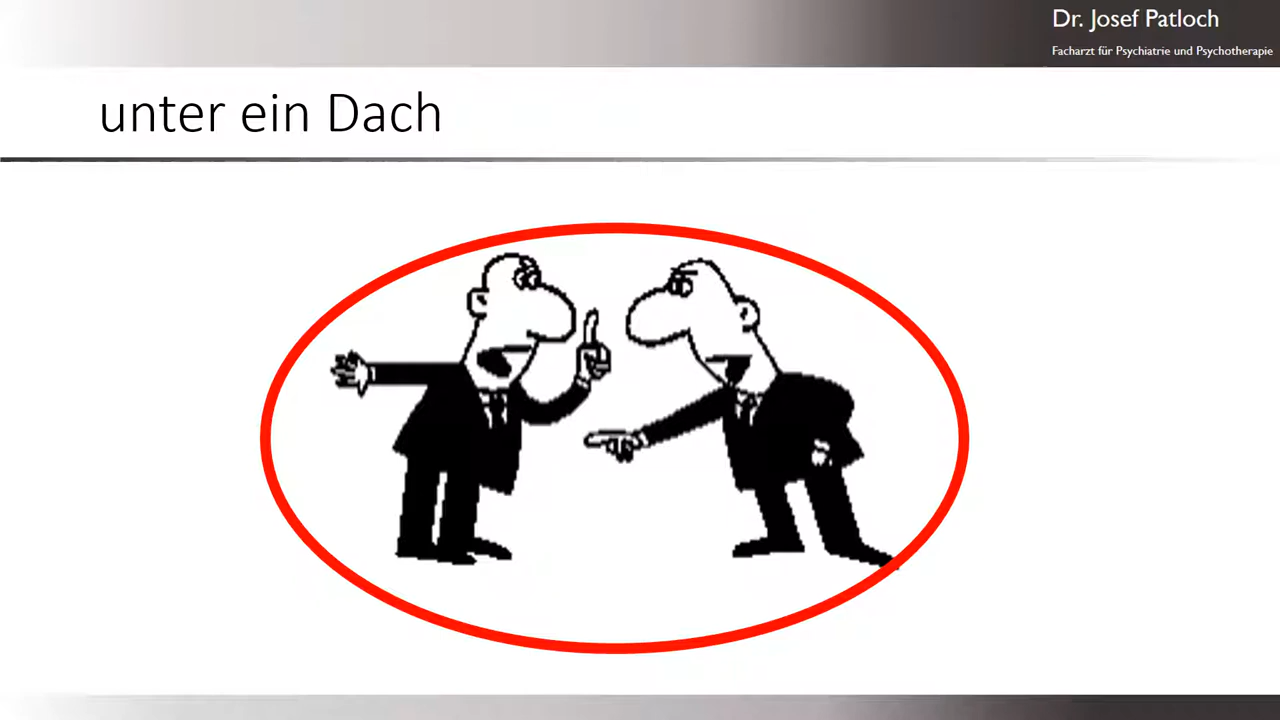 Dr. Josef Patloch
Facharzt für Psychiatrie und Psychotherapie
unter ein Dach